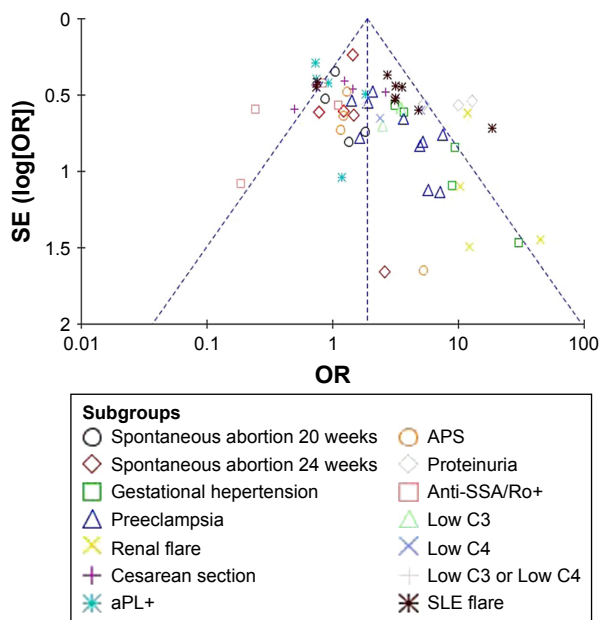 0
0.5
1
1.5
2
SE (log[OR])
0.01 0.1 1 10 100
OR
Subgroups
Spontaneous abortion 20 weeks
Spontaneous abortion 24 weeks
Gestational hepertension
Preeclampsia
Renal flare
Cesarean section
aPL+
APS
Proteinuria
Anti-SSA/Ro+
Low C3
Low C4
Low C3 or Low C4
SLE flare